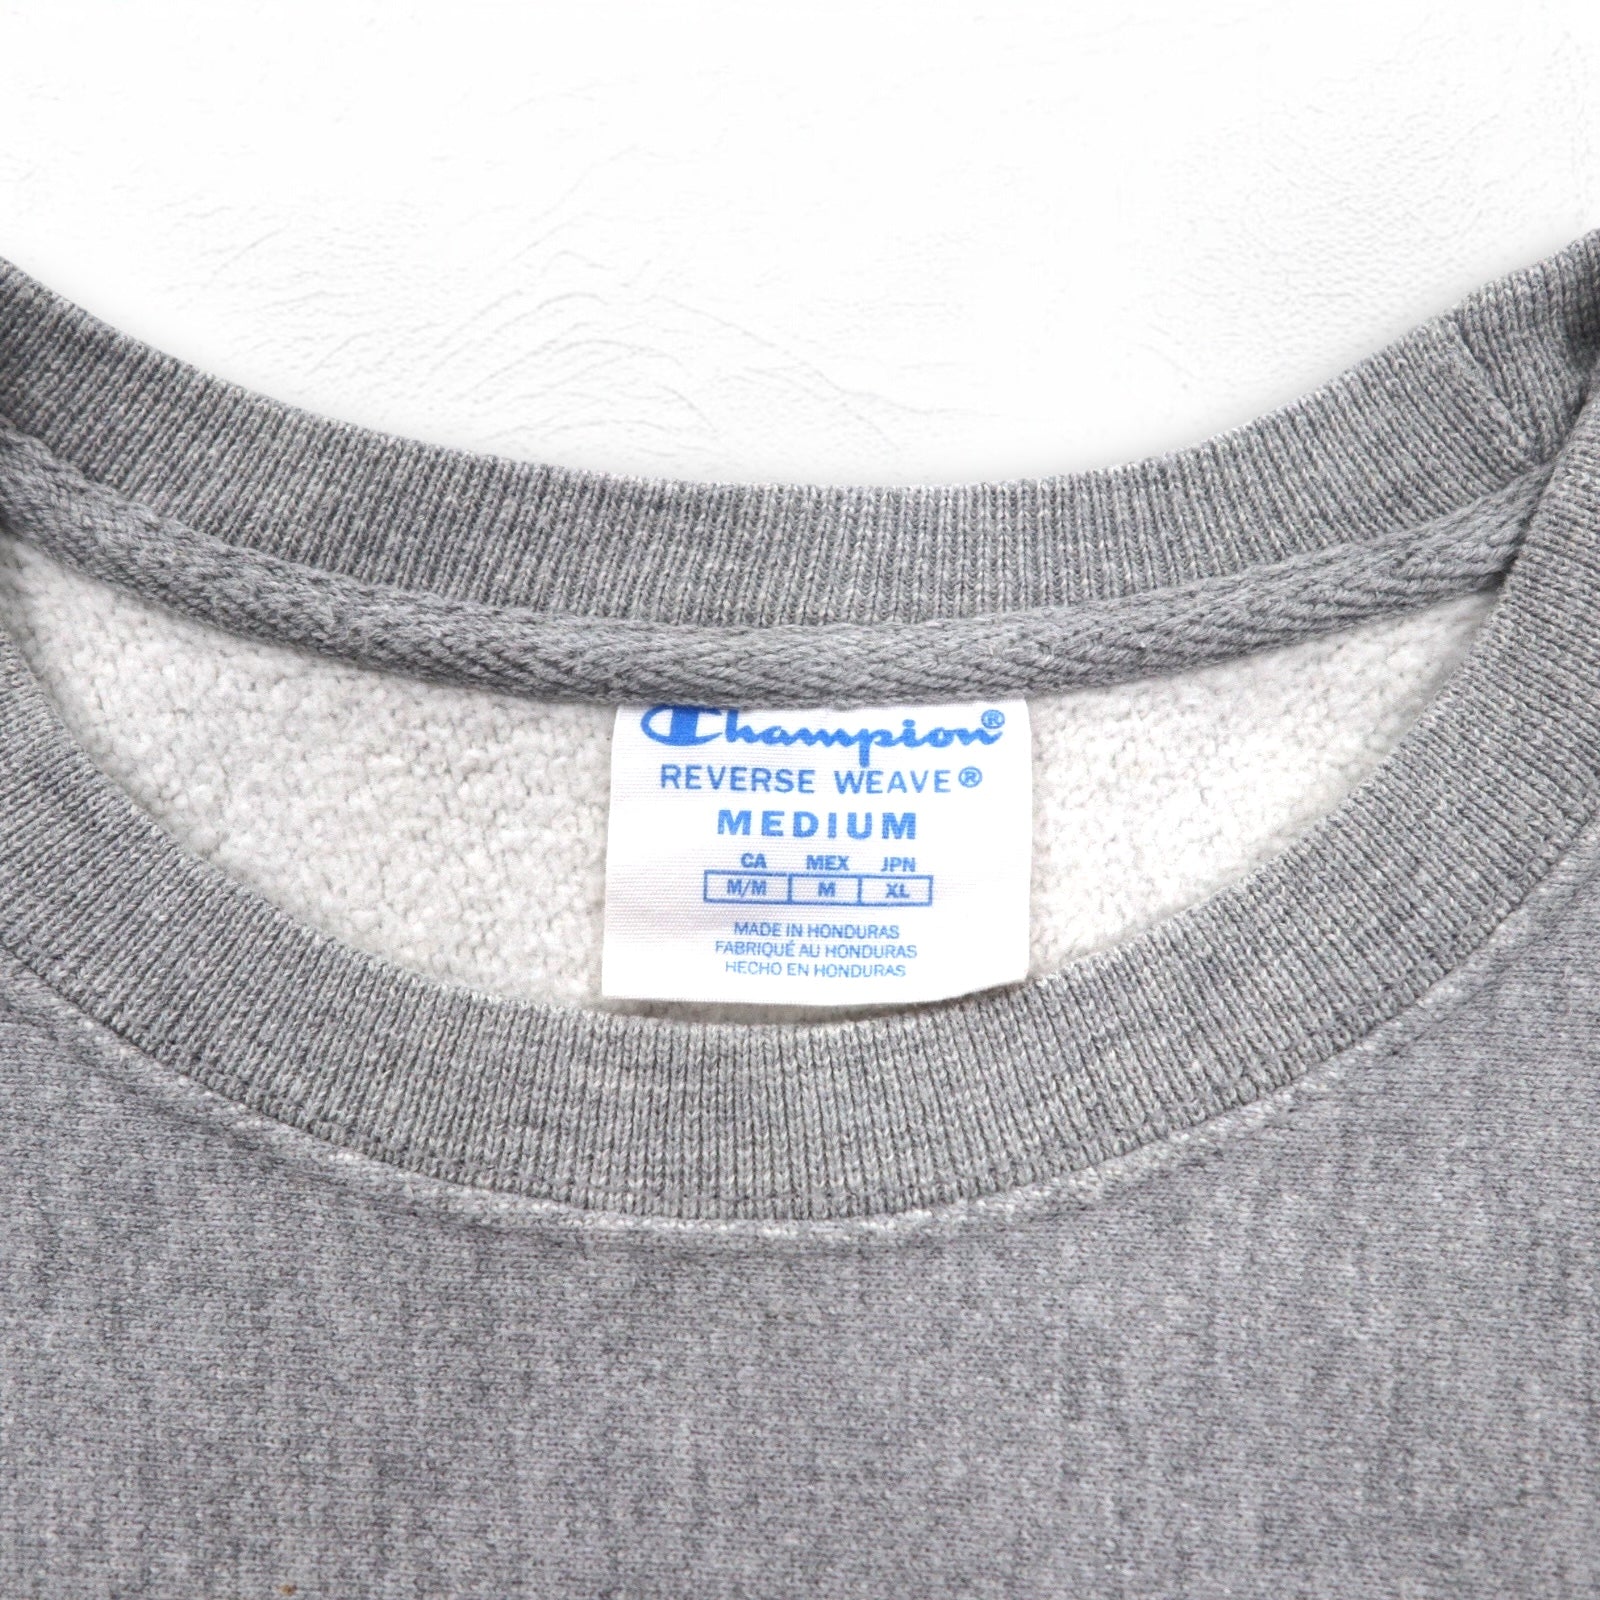 Champion®
REVERSE WEAVE®
MEDIUM
CA MEX JPN
M/M M XL
MADE IN HONDURAS
FABRIQUÉ AU HONDURAS
HECHO EN HONDURAS